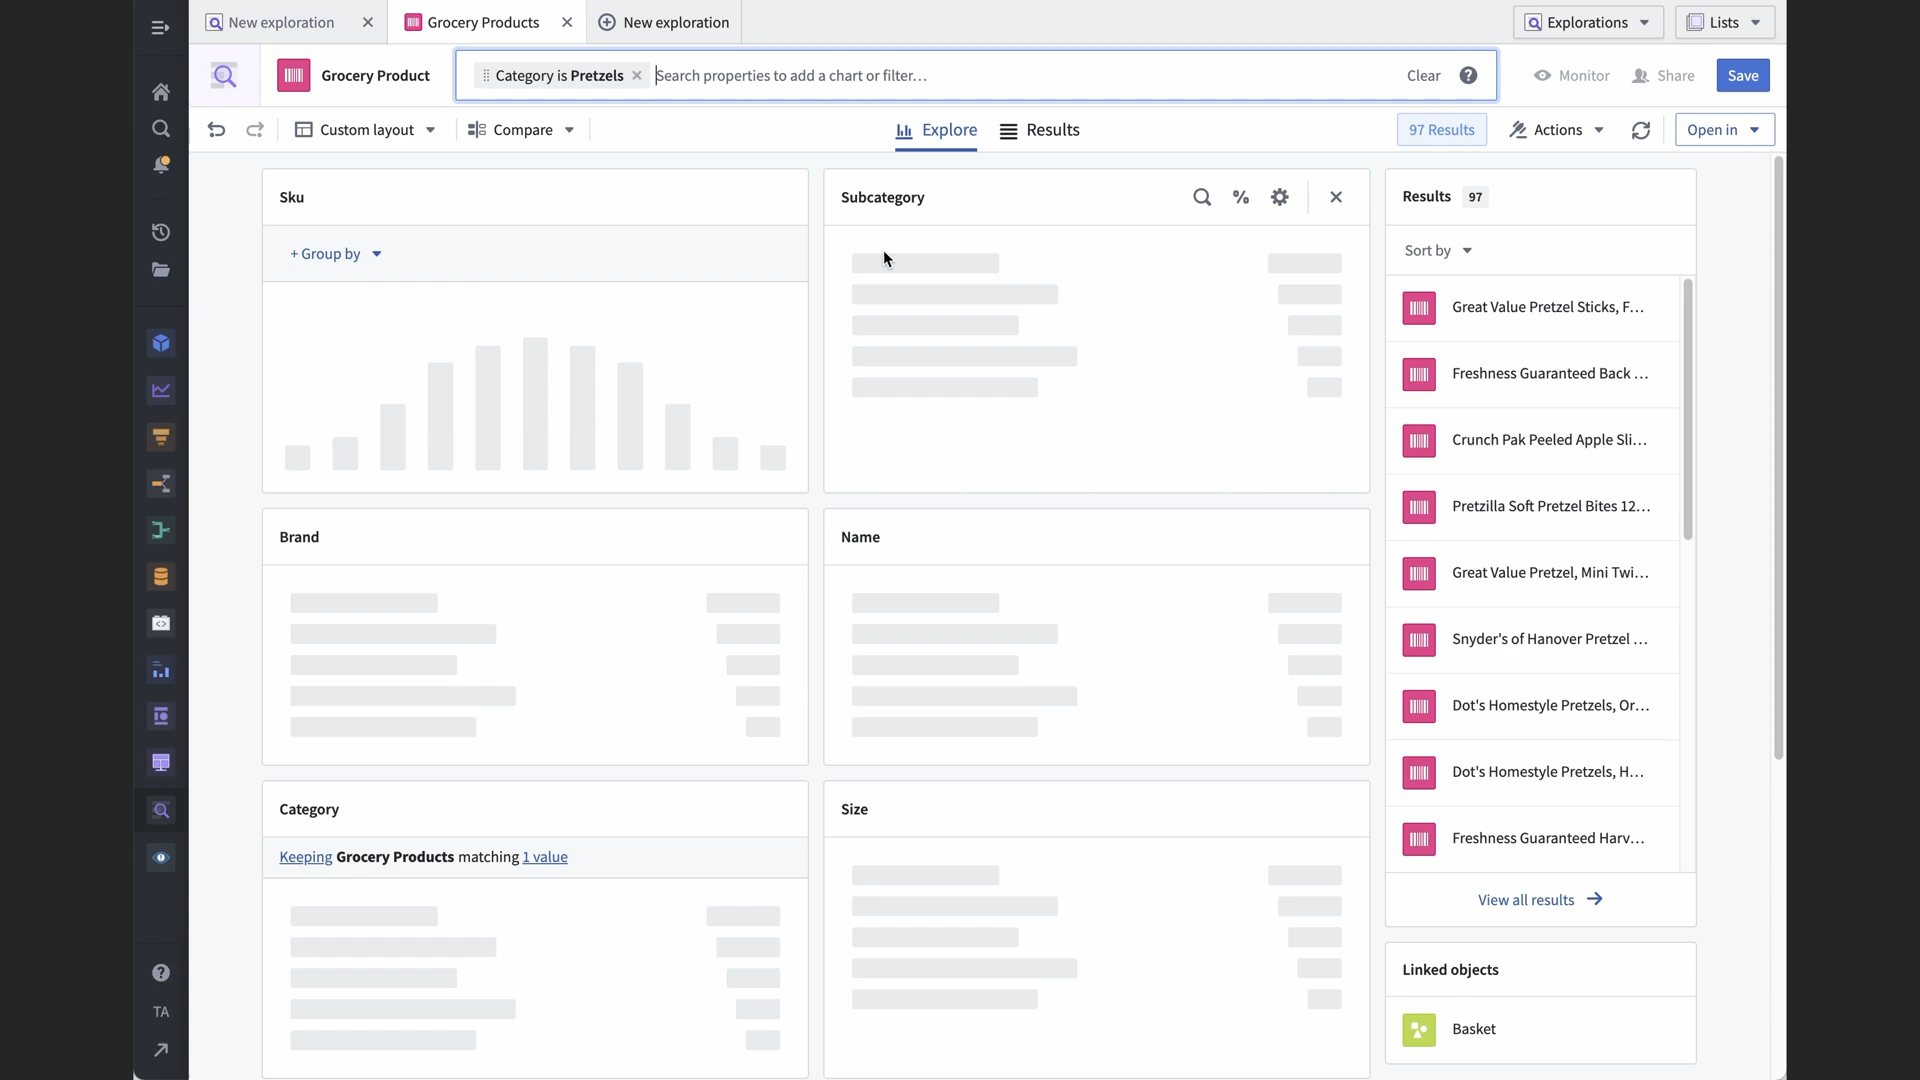 New exploration
Grocery Products
New exploration
Explorations
Lists
Grocery Product
Category is Pretzels
Search properties to add a chart or filter…
Clear
Monitor
Share
Save
Custom layout
Compare
Explore
Results
97 Results
Actions
Open in
Sku
+ Group by
Subcategory
%
Results 97
Sort by
Great Value Pretzel Sticks, F…
Freshness Guaranteed Back …
Crunch Pak Peeled Apple Sli…
Pretzilla Soft Pretzel Bites 12…
Great Value Pretzel, Mini Twi…
Snyder's of Hanover Pretzel …
Dot's Homestyle Pretzels, Or…
Dot's Homestyle Pretzels, H…
Freshness Guaranteed Harv…
View all results
Brand
Name
Category
Keeping Grocery Products matching 1 value
Size
Linked objects
Basket
TA